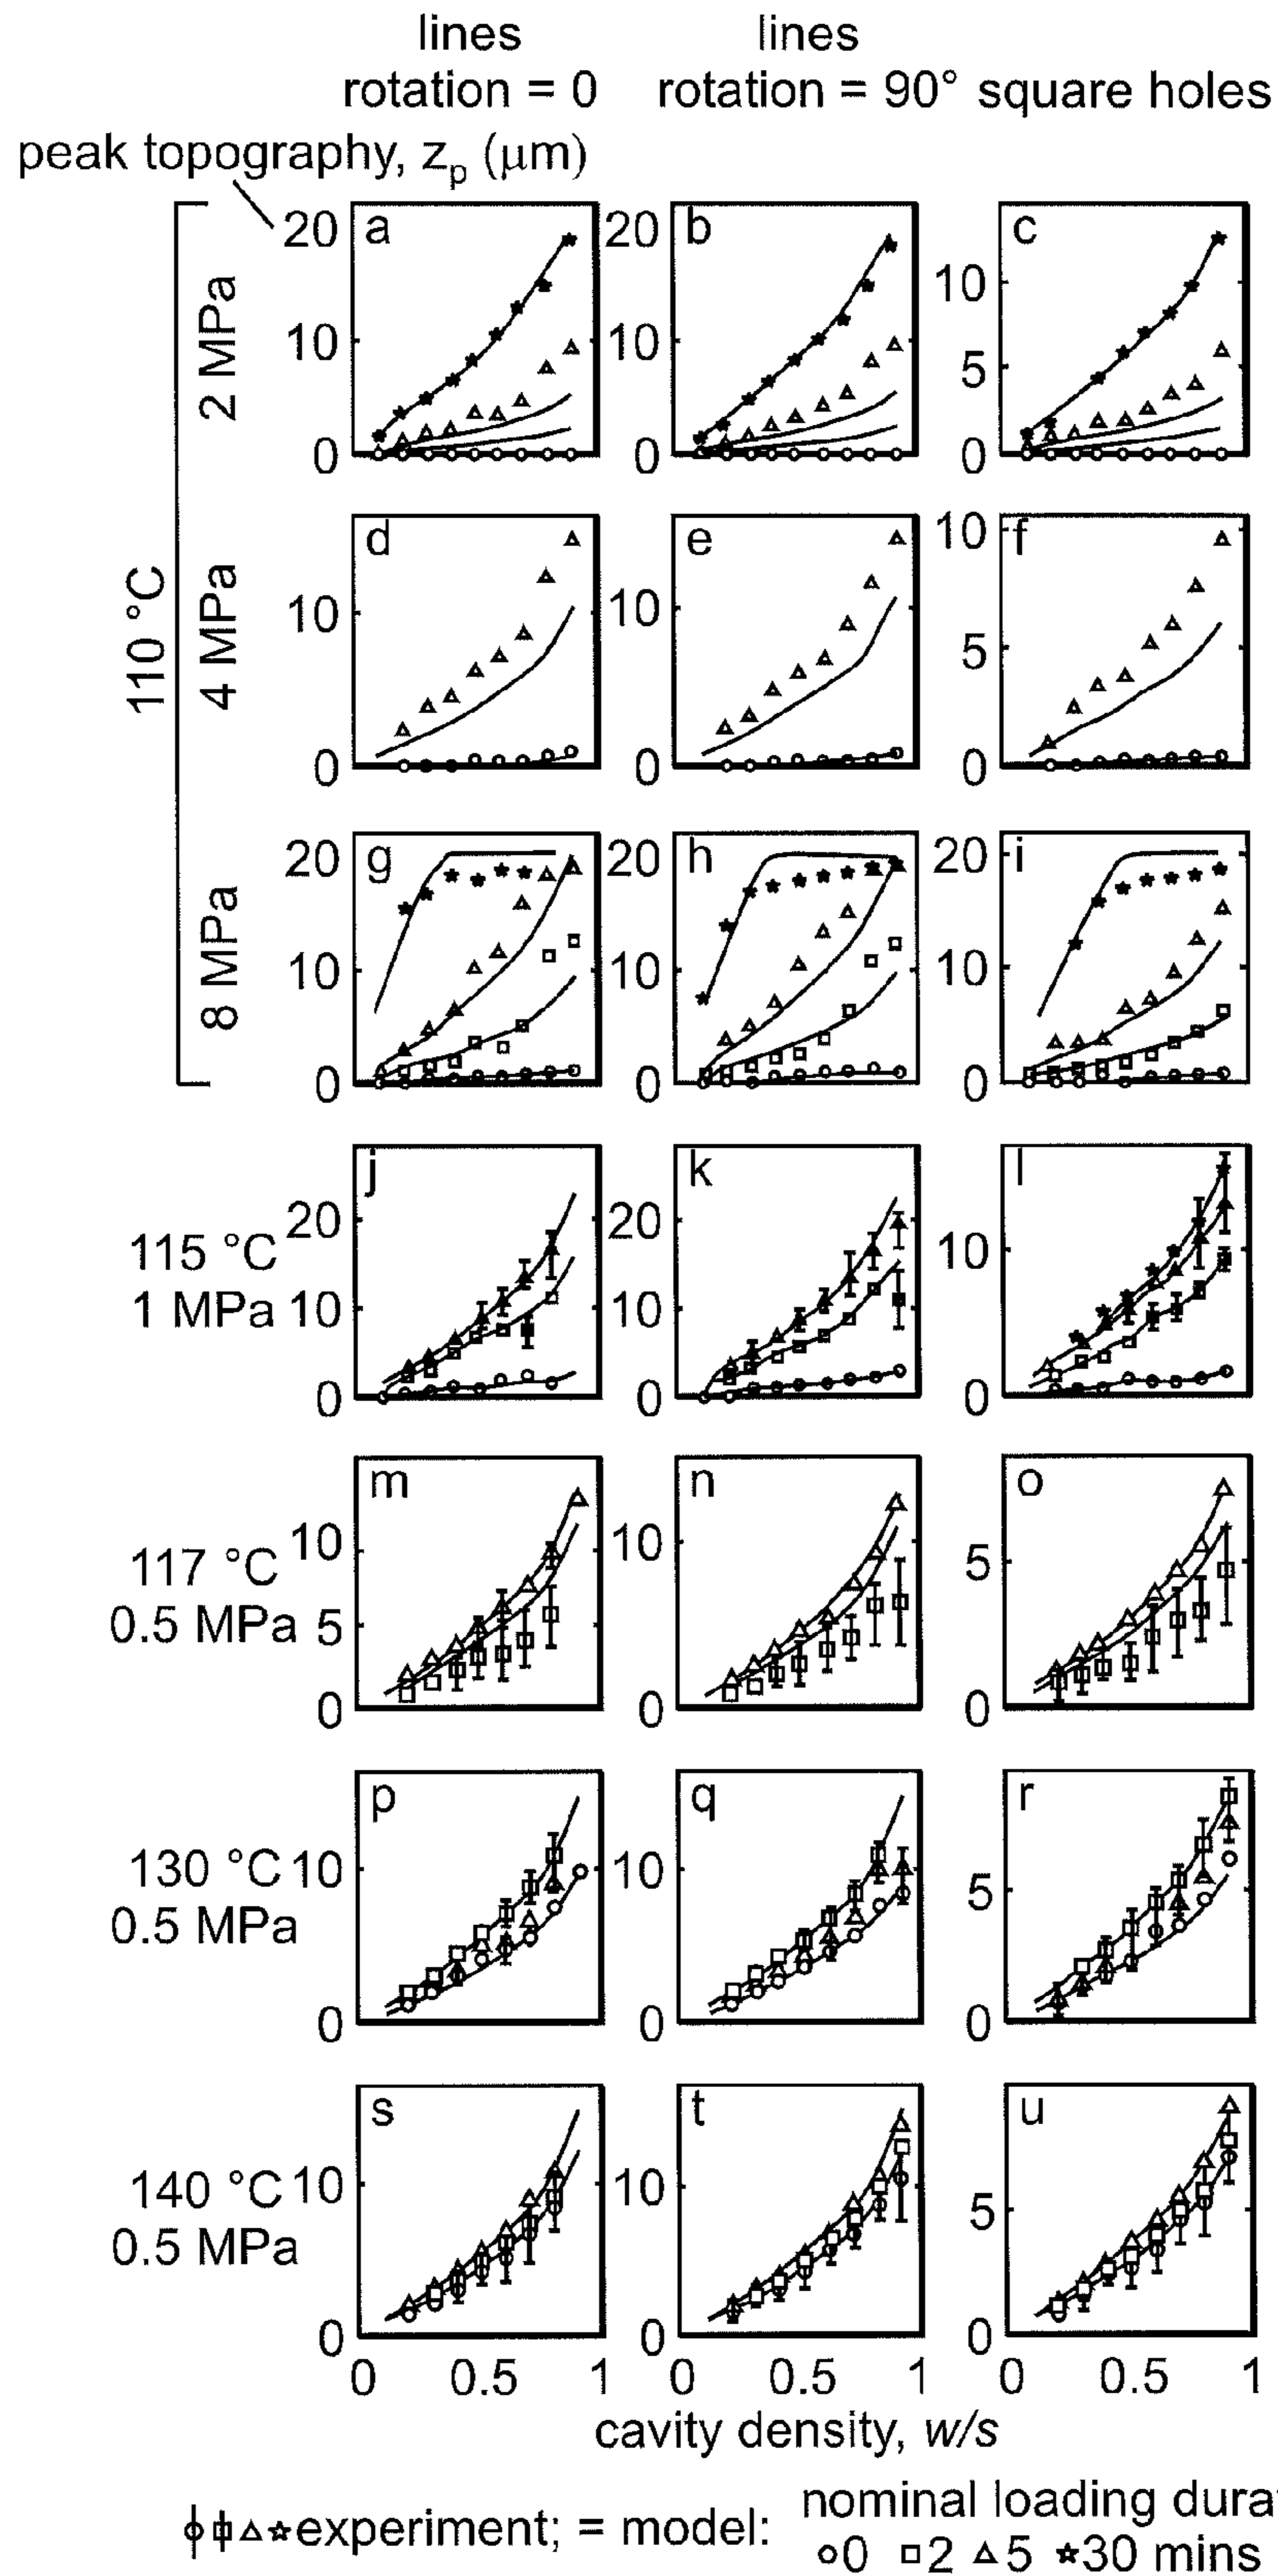 lines lines
rotation = 0 rotation = 90° square holes
peak topography, zp (μm)
20 a 20 b c
10
10 10
5
0 0 0
2 MPa
d e 10 f
10 10 5
0 0 0
110 °C
4 MPa
20 g 20 h 20 i
10 10 10
0 0 0
8 MPa
j k l
20 20
10
115 °C
1 MPa 10 10
0 0 0
m n o
10 10
5
117 °C
0.5 MPa 5
0 0 0
p q r
130 °C 10 10
5
0.5 MPa
0 0 0
s t u
140 °C 10 10
5
0.5 MPa
0 0 0
0 0.5 1 0 0.5 1 0 0.5 1
cavity density, w/s
nominal loading dura
experiment; = model:
0 2 5 30 mins